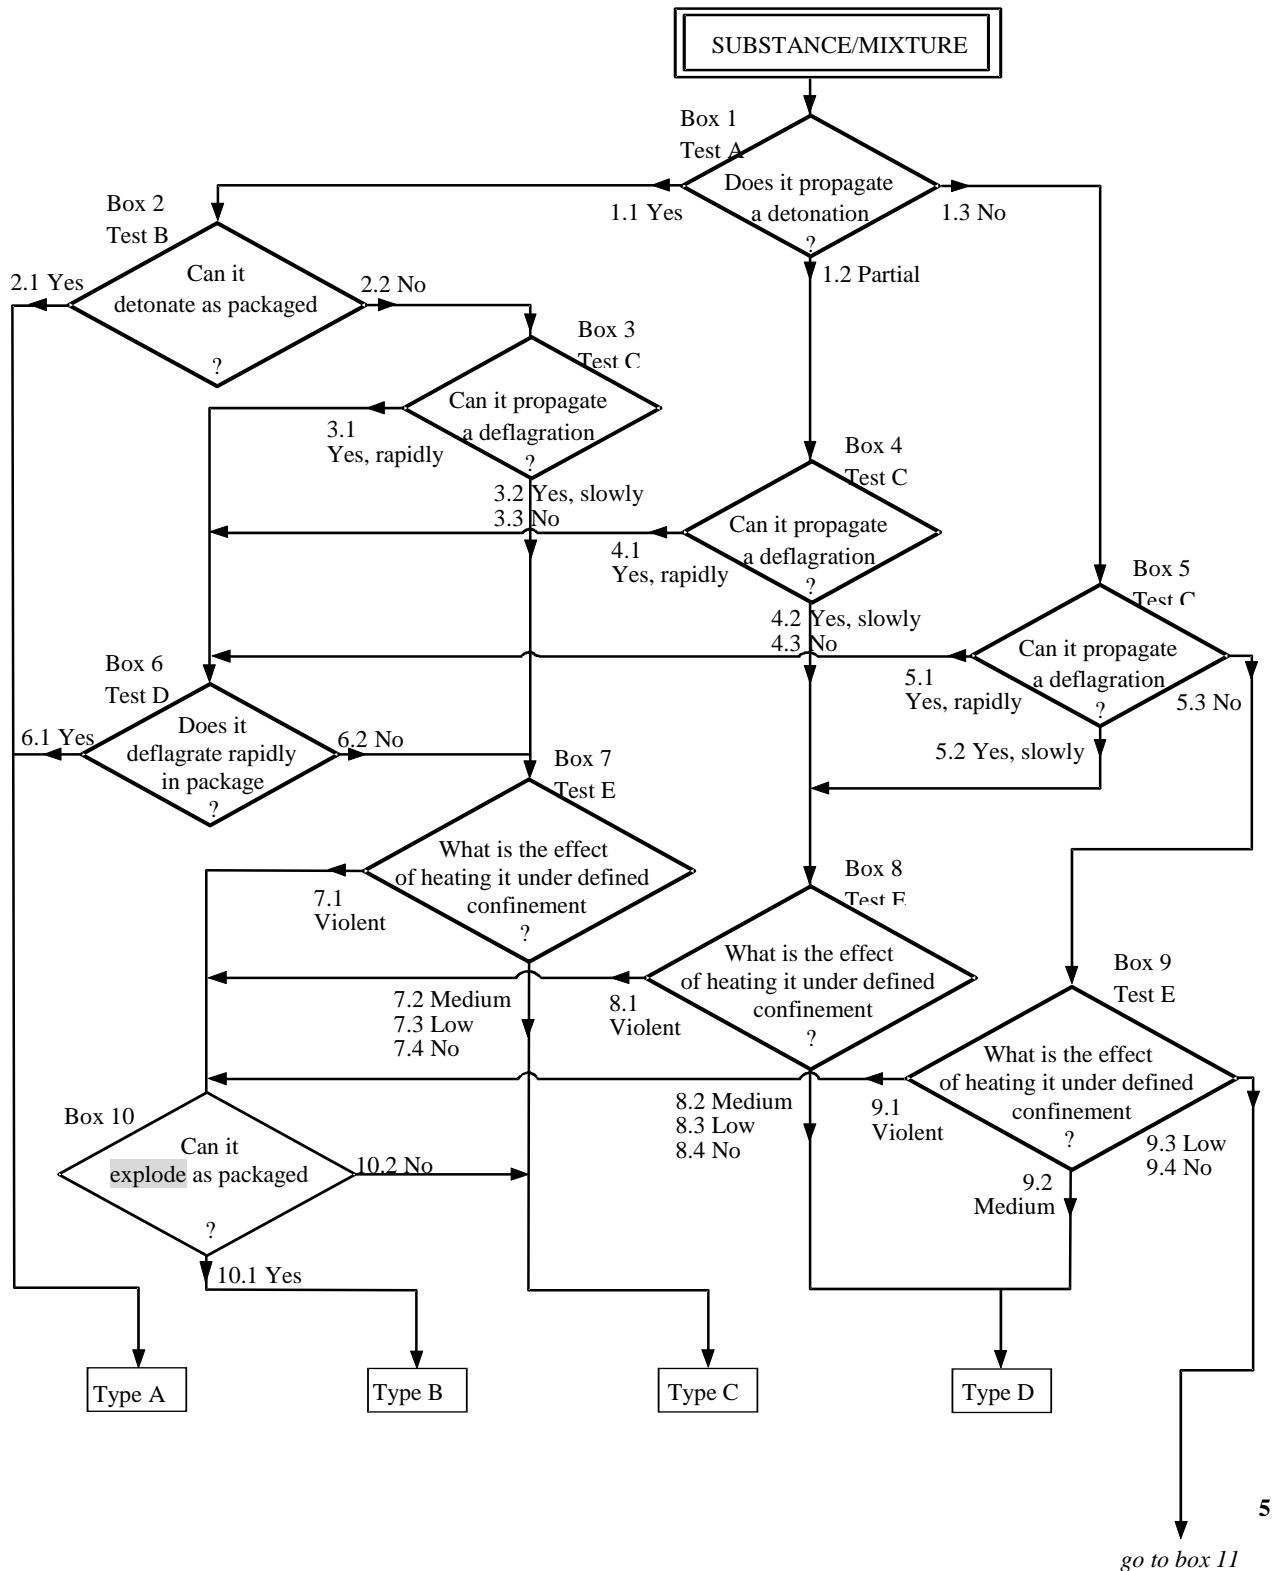 SUBSTANCE/MIXTURE
Box 1
Test A
Does it propagate
a detonation
?
1.1 Yes
1.3 No
1.2 Partial
Box 2
Test B
Can it
detonate as packaged
?
2.1 Yes
2.2 No
Box 3
Test C
Can it propagate
a deflagration
?
3.1
Yes, rapidly
3.2 Yes, slowly
3.3 No
Box 4
Test C
Can it propagate
a deflagration
?
4.1
Yes, rapidly
4.2 Yes, slowly
4.3 No
Box 5
Test C
Can it propagate
a deflagration
?
5.1
Yes, rapidly
5.3 No
5.2 Yes, slowly
Box 6
Test D
Does it
deflagrate rapidly
in package
?
6.1 Yes
6.2 No
Box 7
Test E
What is the effect
of heating it under defined
confinement
?
7.1
Violent
7.2 Medium
7.3 Low
7.4 No
Box 8
Test E
What is the effect
of heating it under defined
confinement
?
8.1
Violent
8.2 Medium
8.3 Low
8.4 No
Box 9
Test E
What is the effect
of heating it under defined
confinement
?
9.1
Violent
9.3 Low
9.4 No
9.2
Medium
Box 10
Can it
explode as packaged
?
10.2 No
10.1 Yes
Type A
Type B
Type C
Type D
5
go to box 11